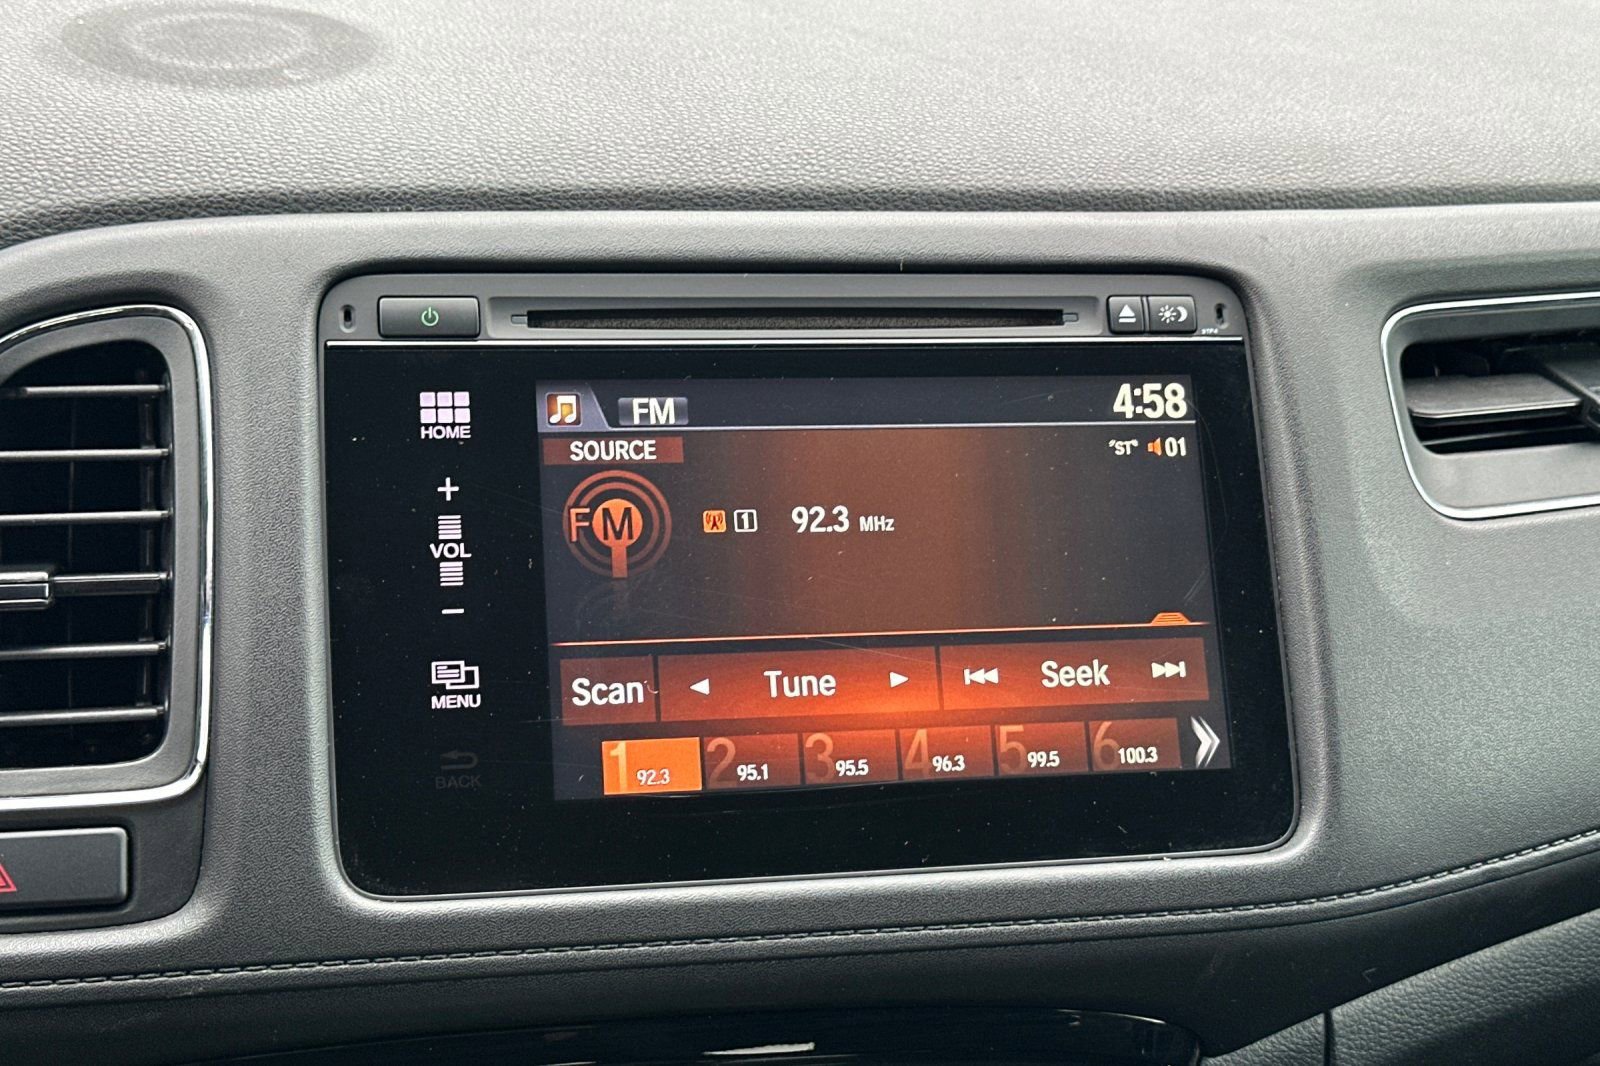 HOME
VOL
MENU
BACK
FM 4:58
SOURCE "ST" 01
FM 1 92.3 MHz
Scan Tune Seek
1 92.3 2 95.1 3 95.5 4 96.3 5 99.5 6 100.3